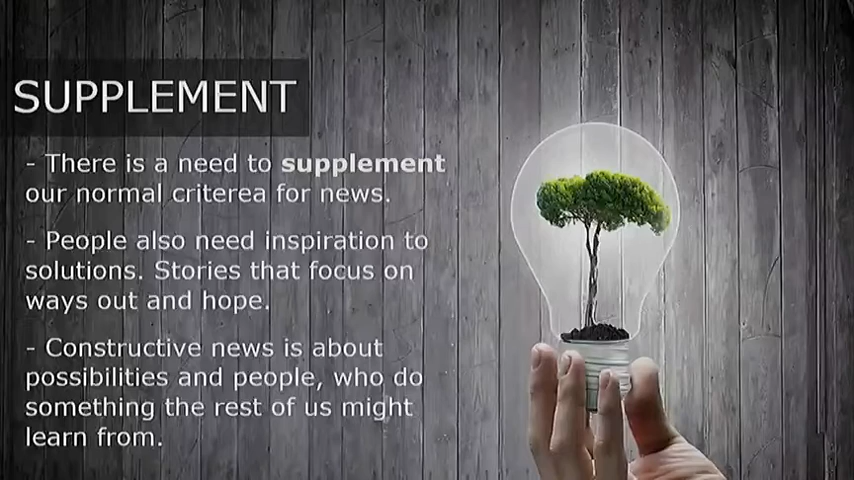 SUPPLEMENT
- There is a need to supplement
our normal criterea for news.
- People also need inspiration to
solutions. Stories that focus on
ways out and hope.
- Constructive news is about
possibilities and people, who do
something the rest of us might
learn from.